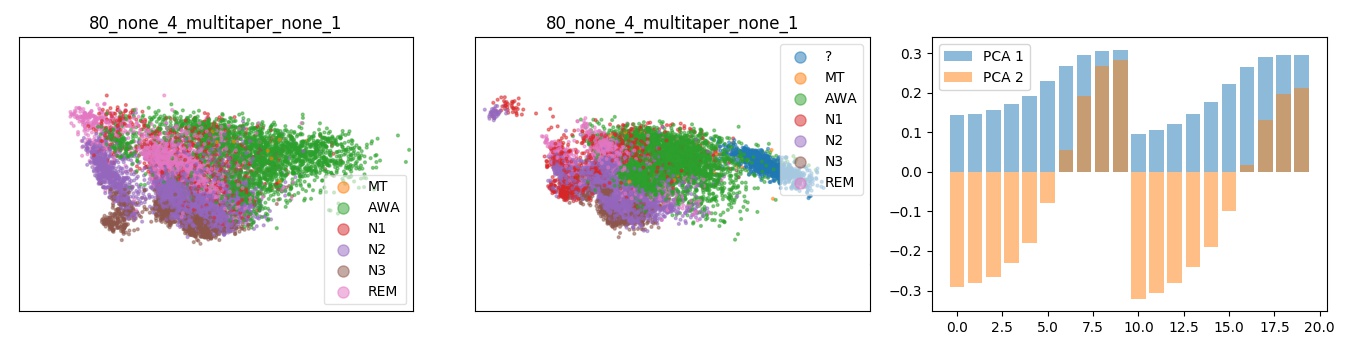 80_none_4_multitaper_none_1
MT
AWA
N1
N2
N3
REM
80_none_4_multitaper_none_1
?
MT
AWA
N1
N2
N3
REM
PCA 1
PCA 2
0.3
0.2
0.1
0.0
−0.1
−0.2
−0.3
0.0 2.5 5.0 7.5 10.0 12.5 15.0 17.5 20.0